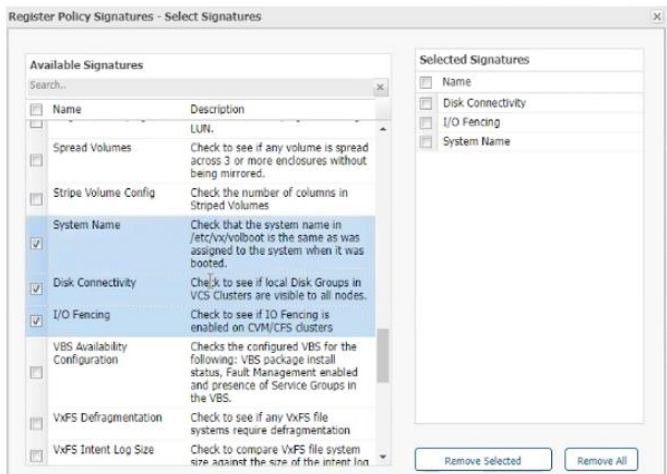 Register Policy Signatures - Select Signatures
Available Signatures
Search..
Name Description
LUN.
Spread Volumes Check to see if any volume is spread
across 3 or more enclosures without
being mirrored.
Stripe Volume Config Check the number of columns in
Striped Volumes
System Name Check that the system name in
/etc/vx/volboot is the same as was
assigned to the system when it was
booted.
Disk Connectivity Check to see if local Disk Groups in
VCS Clusters are visible to all nodes.
I/O Fencing Check to see if IO Fencing is
enabled on CVM/CFS clusters
VBS Availability Checks the configured VBS for the
Configuration following: VBS package install
status, Fault Management enabled
and presence of Service Groups in
the VBS.
VxFS Defragmentation Check to see if any VxFS file
systems require defragmentation
VxFS Intent Log Size Check to compare VxFS file system
size against the size of the intent log
Selected Signatures
Name
Disk Connectivity
I/O Fencing
System Name
Remove Selected Remove All